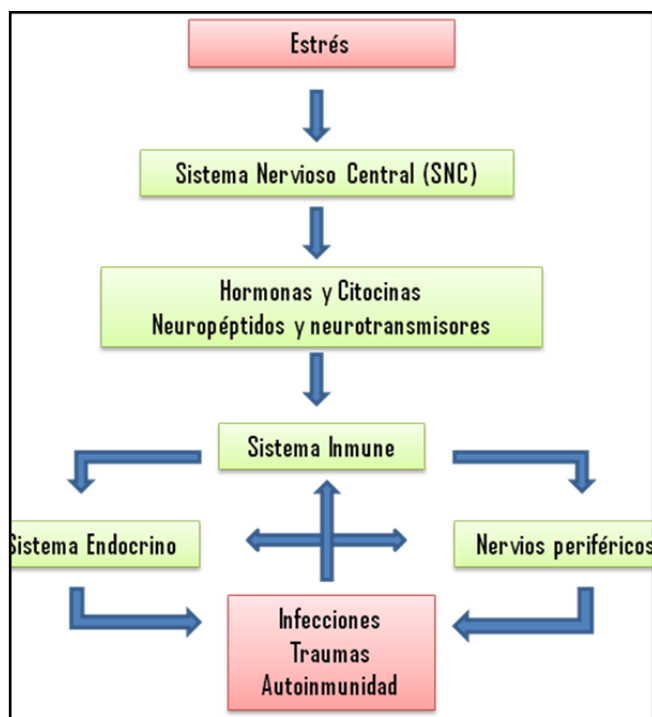 Estrés
Sistema Nervioso Central (SNC)
Hormonas y Citocinas
Neuropéptidos y neurotransmisores
Sistema Inmune
Sistema Endocrino
Nervios periféricos
Infecciones
Traumas
Autoinmunidad